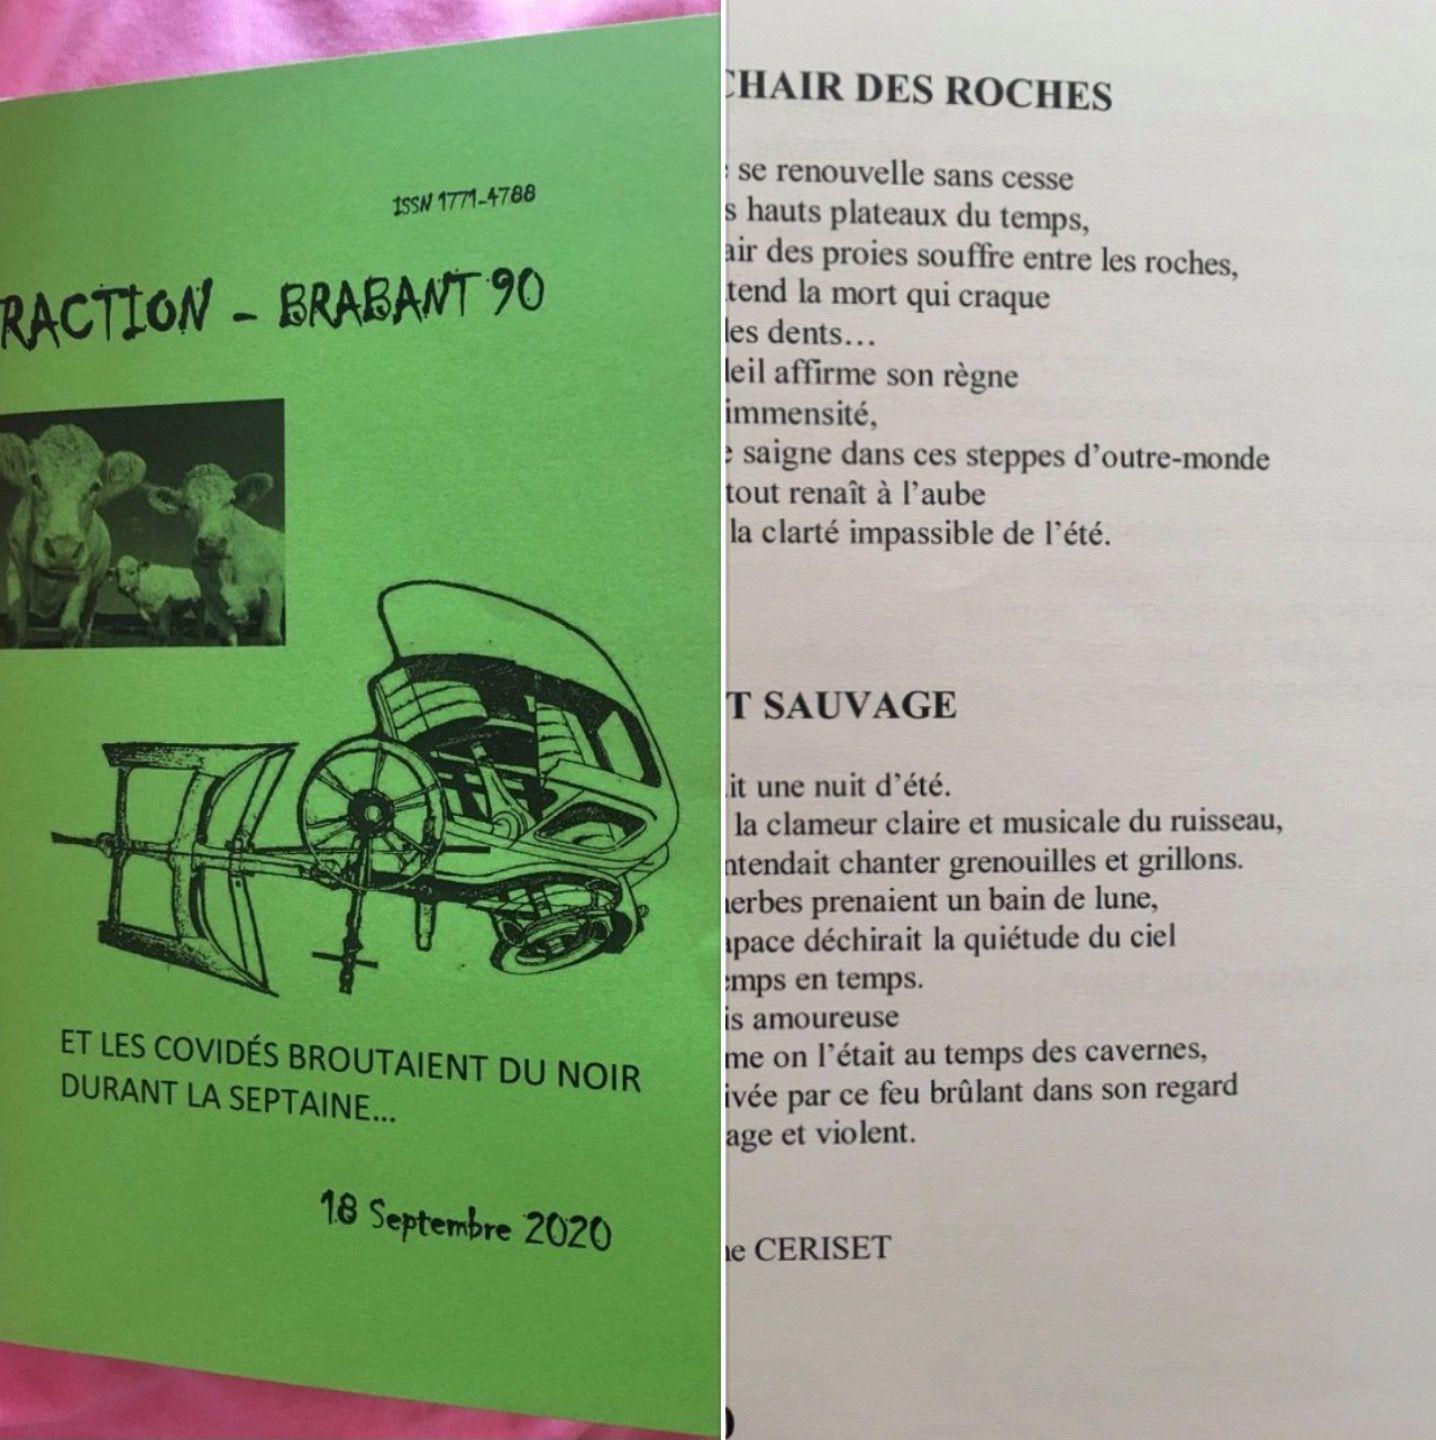 ISSN 1771-4788
RACTION - BRABANT 90
ET LES COVIDÉS BROUTAIENT DU NOIR
DURANT LA SEPTAINE...
18 Septembre 2020
CHAIR DES ROCHES
se renouvelle sans cesse
s hauts plateaux du temps,
air des proies souffre entre les roches,
tend la mort qui craque
les dents…
leil affirme son règne
immensité,
saigne dans ces steppes d’outre-monde
tout renaît à l’aube
la clarté impassible de l’été.
T SAUVAGE
it une nuit d’été.
la clameur claire et musicale du ruisseau,
ntendait chanter grenouilles et grillons.
herbes prenaient un bain de lune,
apace déchirait la quiétude du ciel
emps en temps.
is amoureuse
me on l’était au temps des cavernes,
ivée par ce feu brûlant dans son regard
age et violent.
ne CERISET